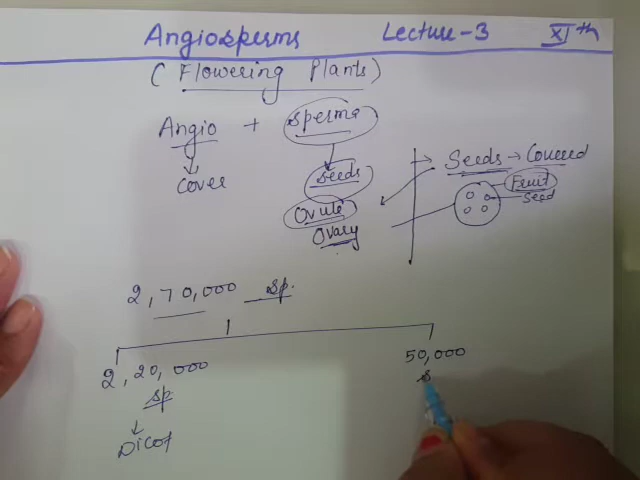 Angiosperms Lecture-3 XIth
(Flowering Plants)
Angio + sperma
Cover
seeds
Ovule
Ovary
Seeds → Covered
Fruit
Seed
2,70,000 sp.
2,20,000
sp
Dicot
50,000
s